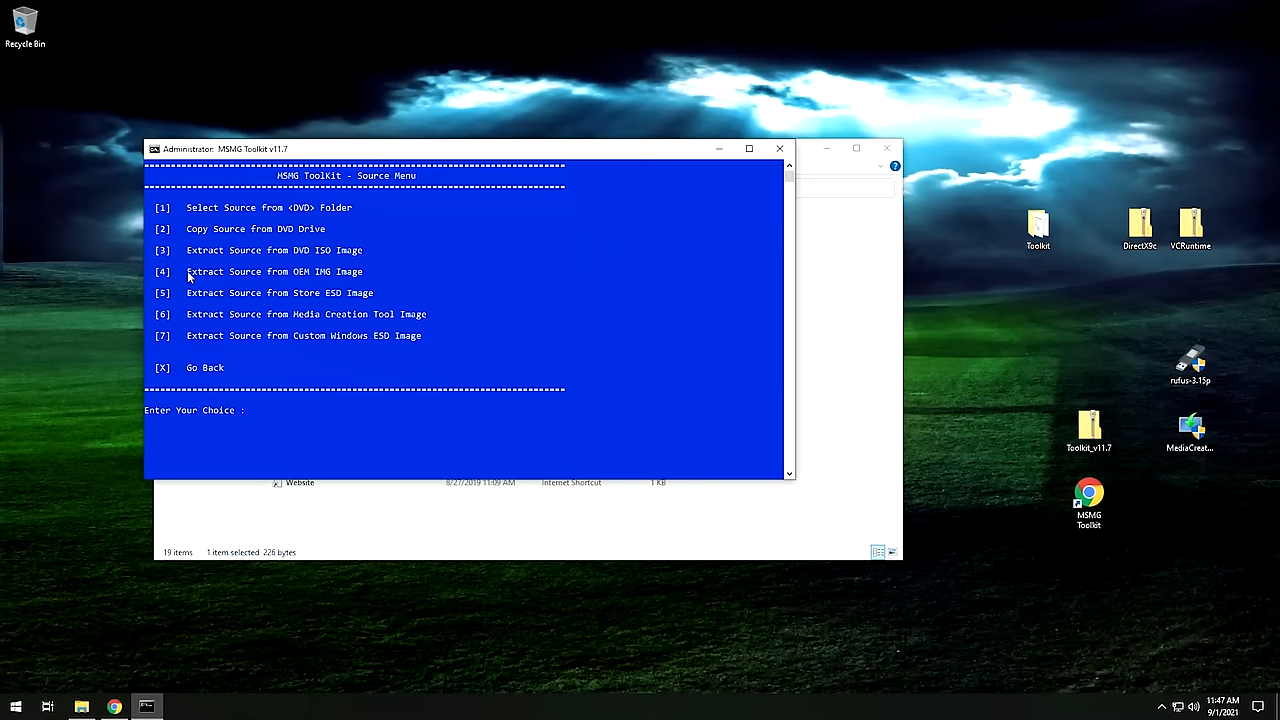 Recycle Bin
Administrator:  MSMG Toolkit v11.7
===============================================================================
MSMG ToolKit - Source Menu
===============================================================================
[1]   Select Source from <DVD> Folder
[2]   Copy Source from DVD Drive
[3]   Extract Source from DVD ISO Image
[4]   Extract Source from OEM IMG Image
[5]   Extract Source from Store ESD Image
[6]   Extract Source from Media Creation Tool Image
[7]   Extract Source from Custom Windows ESD Image
[X]   Go Back
===============================================================================
Enter Your Choice :
Website   8/27/2019 11:09 AM   Internet Shortcut   1 KB
19 items   1 item selected  226 bytes
Toolkit
DirectX9c
VCRuntime
rufus-3.15p
Toolkit_v11.7
MediaCreat...
MSMG
Toolkit
11:47 AM
9/1/2021